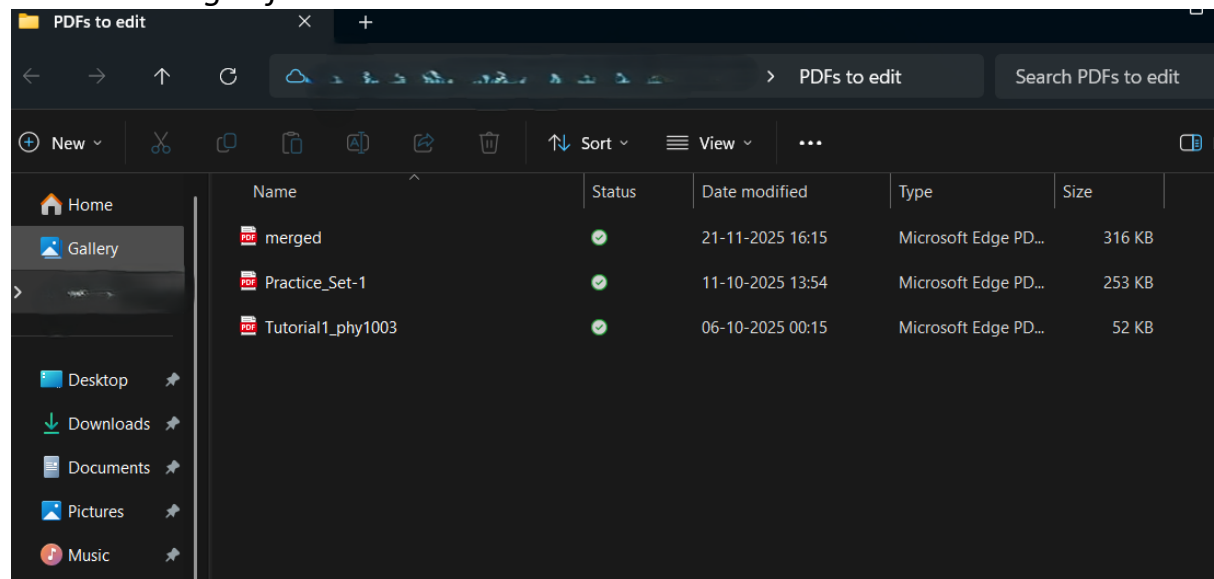 PDFs to edit
PDFs to edit Search PDFs to edit
New Sort View
Name Status Date modified Type Size
Home
merged 21-11-2025 16:15 Microsoft Edge PD... 316 KB
Gallery
Practice_Set-1 11-10-2025 13:54 Microsoft Edge PD... 253 KB
Tutorial1_phy1003 06-10-2025 00:15 Microsoft Edge PD... 52 KB
Desktop
Downloads
Documents
Pictures
Music